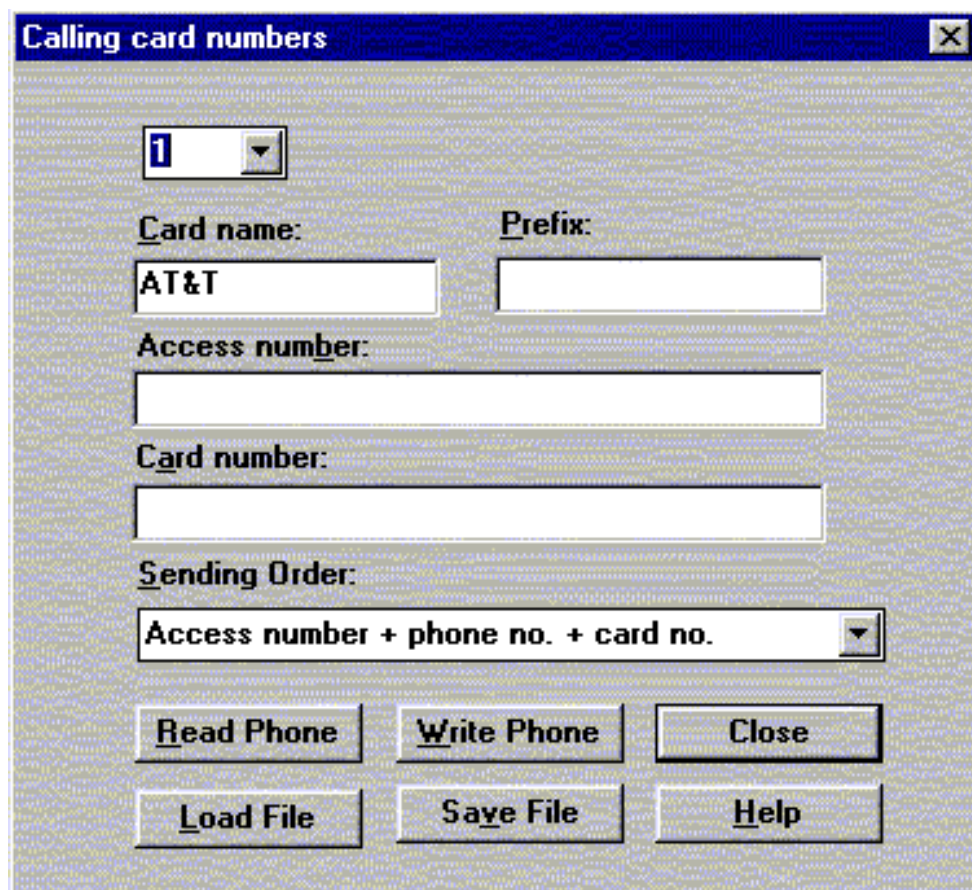 Calling card numbers
1
Card name: Prefix:
AT&T
Access number:
Card number:
Sending Order:
Access number + phone no. + card no.
Read Phone Write Phone Close
Load File Save File Help